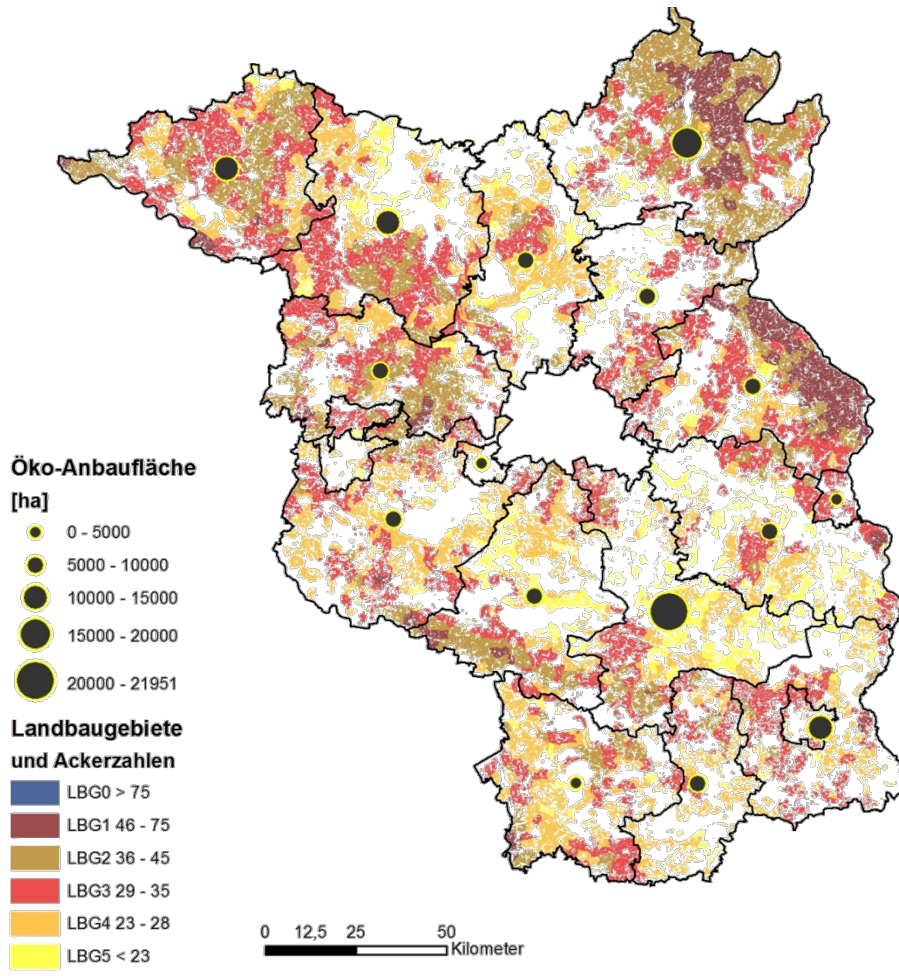 Öko-Anbaufläche
[ha]
0 - 5000
5000 - 10000
10000 - 15000
15000 - 20000
20000 - 21951
Landbaugebiete
und Ackerzahlen
LBG0 > 75
LBG1 46 - 75
LBG2 36 - 45
LBG3 29 - 35
LBG4 23 - 28
LBG5 < 23
0 12,5 25 50
Kilometer